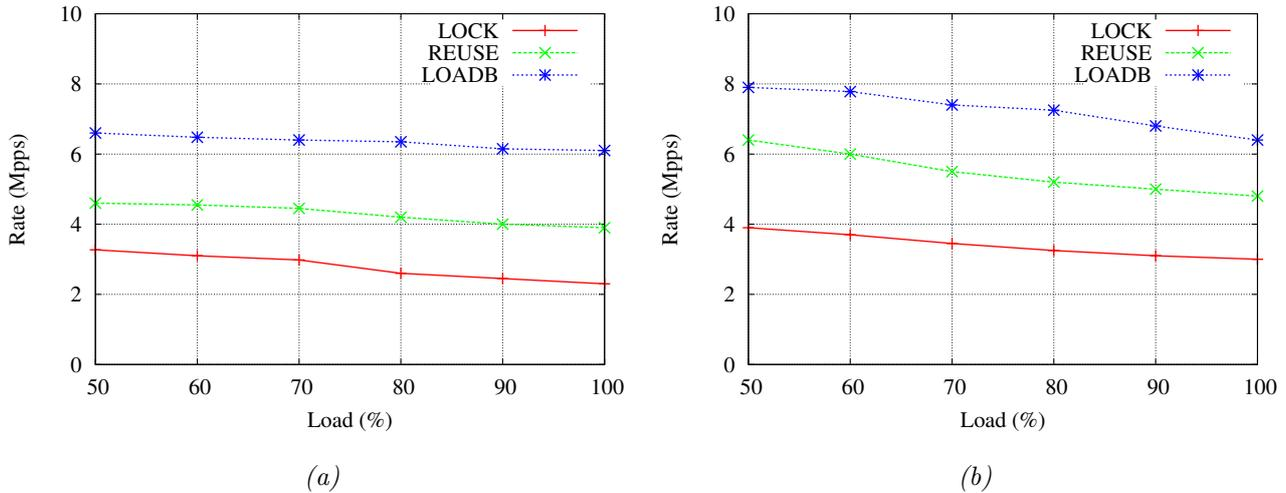 10
8
6
4
2
0
50 60 70 80 90 100
Rate (Mpps)
Load (%)
LOCK
REUSE
LOADB
(a)
10
8
6
4
2
0
50 60 70 80 90 100
Rate (Mpps)
Load (%)
LOCK
REUSE
LOADB
(b)